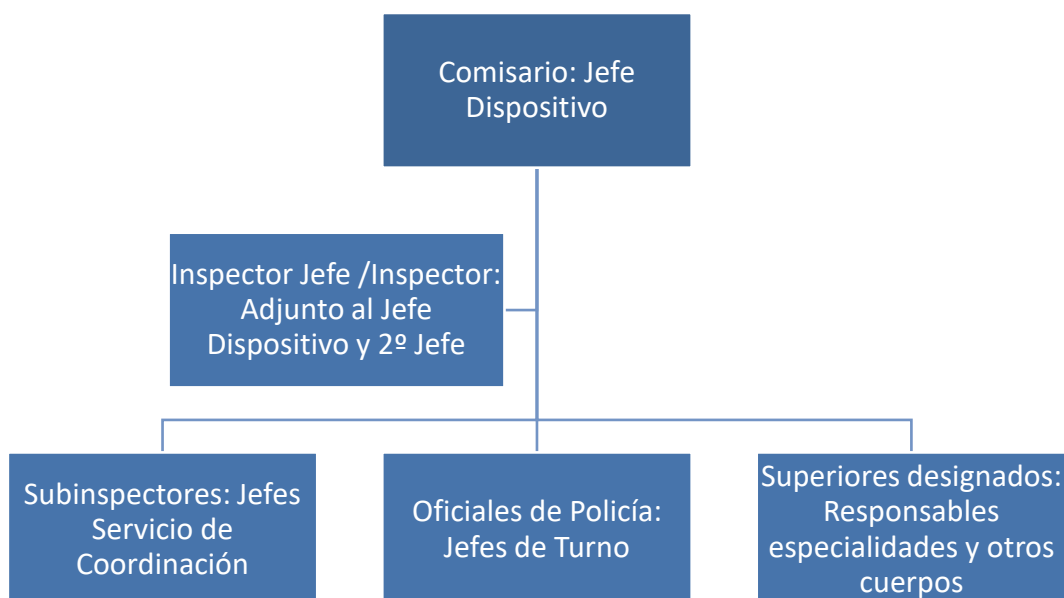 Comisario: Jefe
Dispositivo
Inspector Jefe /Inspector:
Adjunto al Jefe
Dispositivo y 2º Jefe
Subinspectores: Jefes
Servicio de
Coordinación
Oficiales de Policía:
Jefes de Turno
Superiores designados:
Responsables
especialidades y otros
cuerpos